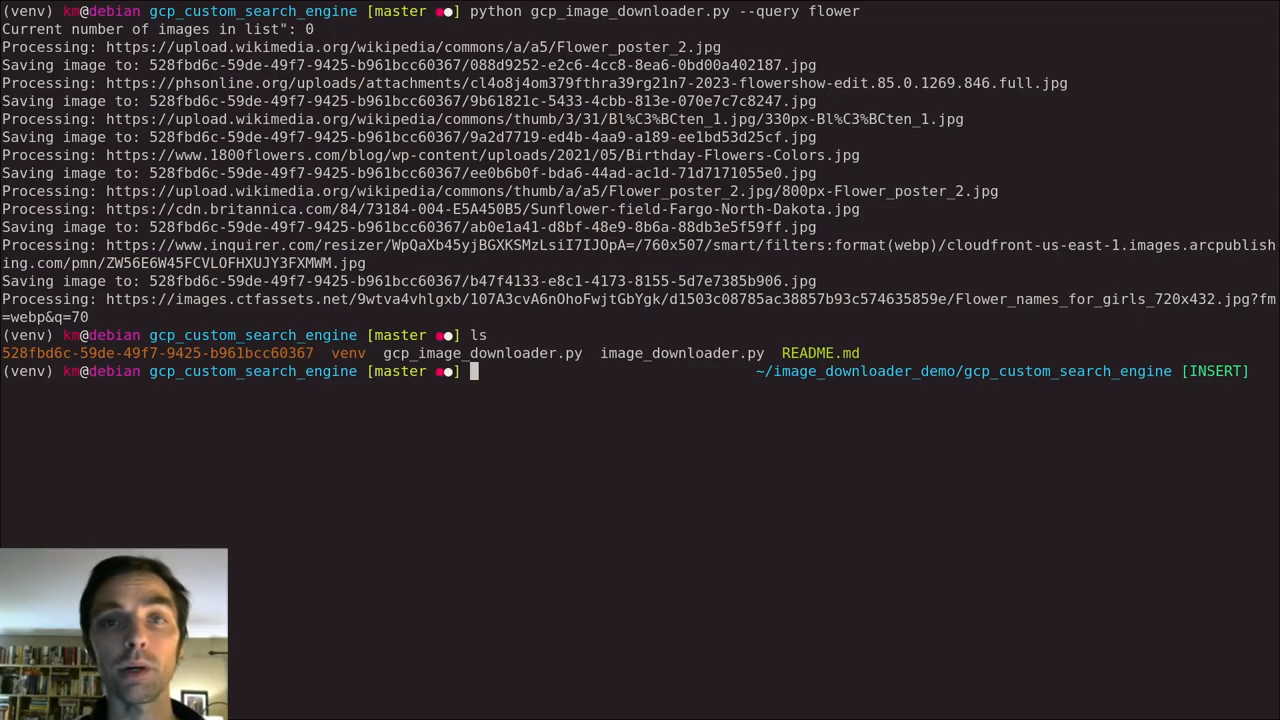 (venv) km@debian gcp_custom_search_engine [master ●●] python gcp_image_downloader.py --query flower
Current number of images in list": 0
Processing: https://upload.wikimedia.org/wikipedia/commons/a/a5/Flower_poster_2.jpg
Saving image to: 528fbd6c-59de-49f7-9425-b961bcc60367/088d9252-e2c6-4cc8-8ea6-0bd00a402187.jpg
Processing: https://phsonline.org/uploads/attachments/cl4o8j4om379fthra39rg21n7-2023-flowershow-edit.85.0.1269.846.full.jpg
Saving image to: 528fbd6c-59de-49f7-9425-b961bcc60367/9b61821c-5433-4cbb-813e-070e7c7c8247.jpg
Processing: https://upload.wikimedia.org/wikipedia/commons/thumb/3/31/Bl%C3%BCten_1.jpg/330px-Bl%C3%BCten_1.jpg
Saving image to: 528fbd6c-59de-49f7-9425-b961bcc60367/9a2d7719-ed4b-4aa9-a189-ee1bd53d25cf.jpg
Processing: https://www.1800flowers.com/blog/wp-content/uploads/2021/05/Birthday-Flowers-Colors.jpg
Saving image to: 528fbd6c-59de-49f7-9425-b961bcc60367/ee0b6b0f-bda6-44ad-ac1d-71d7171055e0.jpg
Processing: https://upload.wikimedia.org/wikipedia/commons/thumb/a/a5/Flower_poster_2.jpg/800px-Flower_poster_2.jpg
Processing: https://cdn.britannica.com/84/73184-004-E5A450B5/Sunflower-field-Fargo-North-Dakota.jpg
Saving image to: 528fbd6c-59de-49f7-9425-b961bcc60367/ab0e1a41-d8bf-48e9-8b6a-88db3e5f59ff.jpg
Processing: https://www.inquirer.com/resizer/WpQaXb45yjBGXKSMzLsiI7IJOpA=/760x507/smart/filters:format(webp)/cloudfront-us-east-1.images.arcpublish
ing.com/pmn/ZW56E6W45FCVLOFHXUJY3FXMWM.jpg
Saving image to: 528fbd6c-59de-49f7-9425-b961bcc60367/b47f4133-e8c1-4173-8155-5d7e7385b906.jpg
Processing: https://images.ctfassets.net/9wtva4vhlgxb/107A3cvA6nOhoFwjtGbYgk/d1503c08785ac38857b93c574635859e/Flower_names_for_girls_720x432.jpg?fm
=webp&q=70
(venv) km@debian gcp_custom_search_engine [master ●●] ls
528fbd6c-59de-49f7-9425-b961bcc60367 venv gcp_image_downloader.py image_downloader.py README.md
(venv) km@debian gcp_custom_search_engine [master ●●] ~/image_downloader_demo/gcp_custom_search_engine [INSERT]